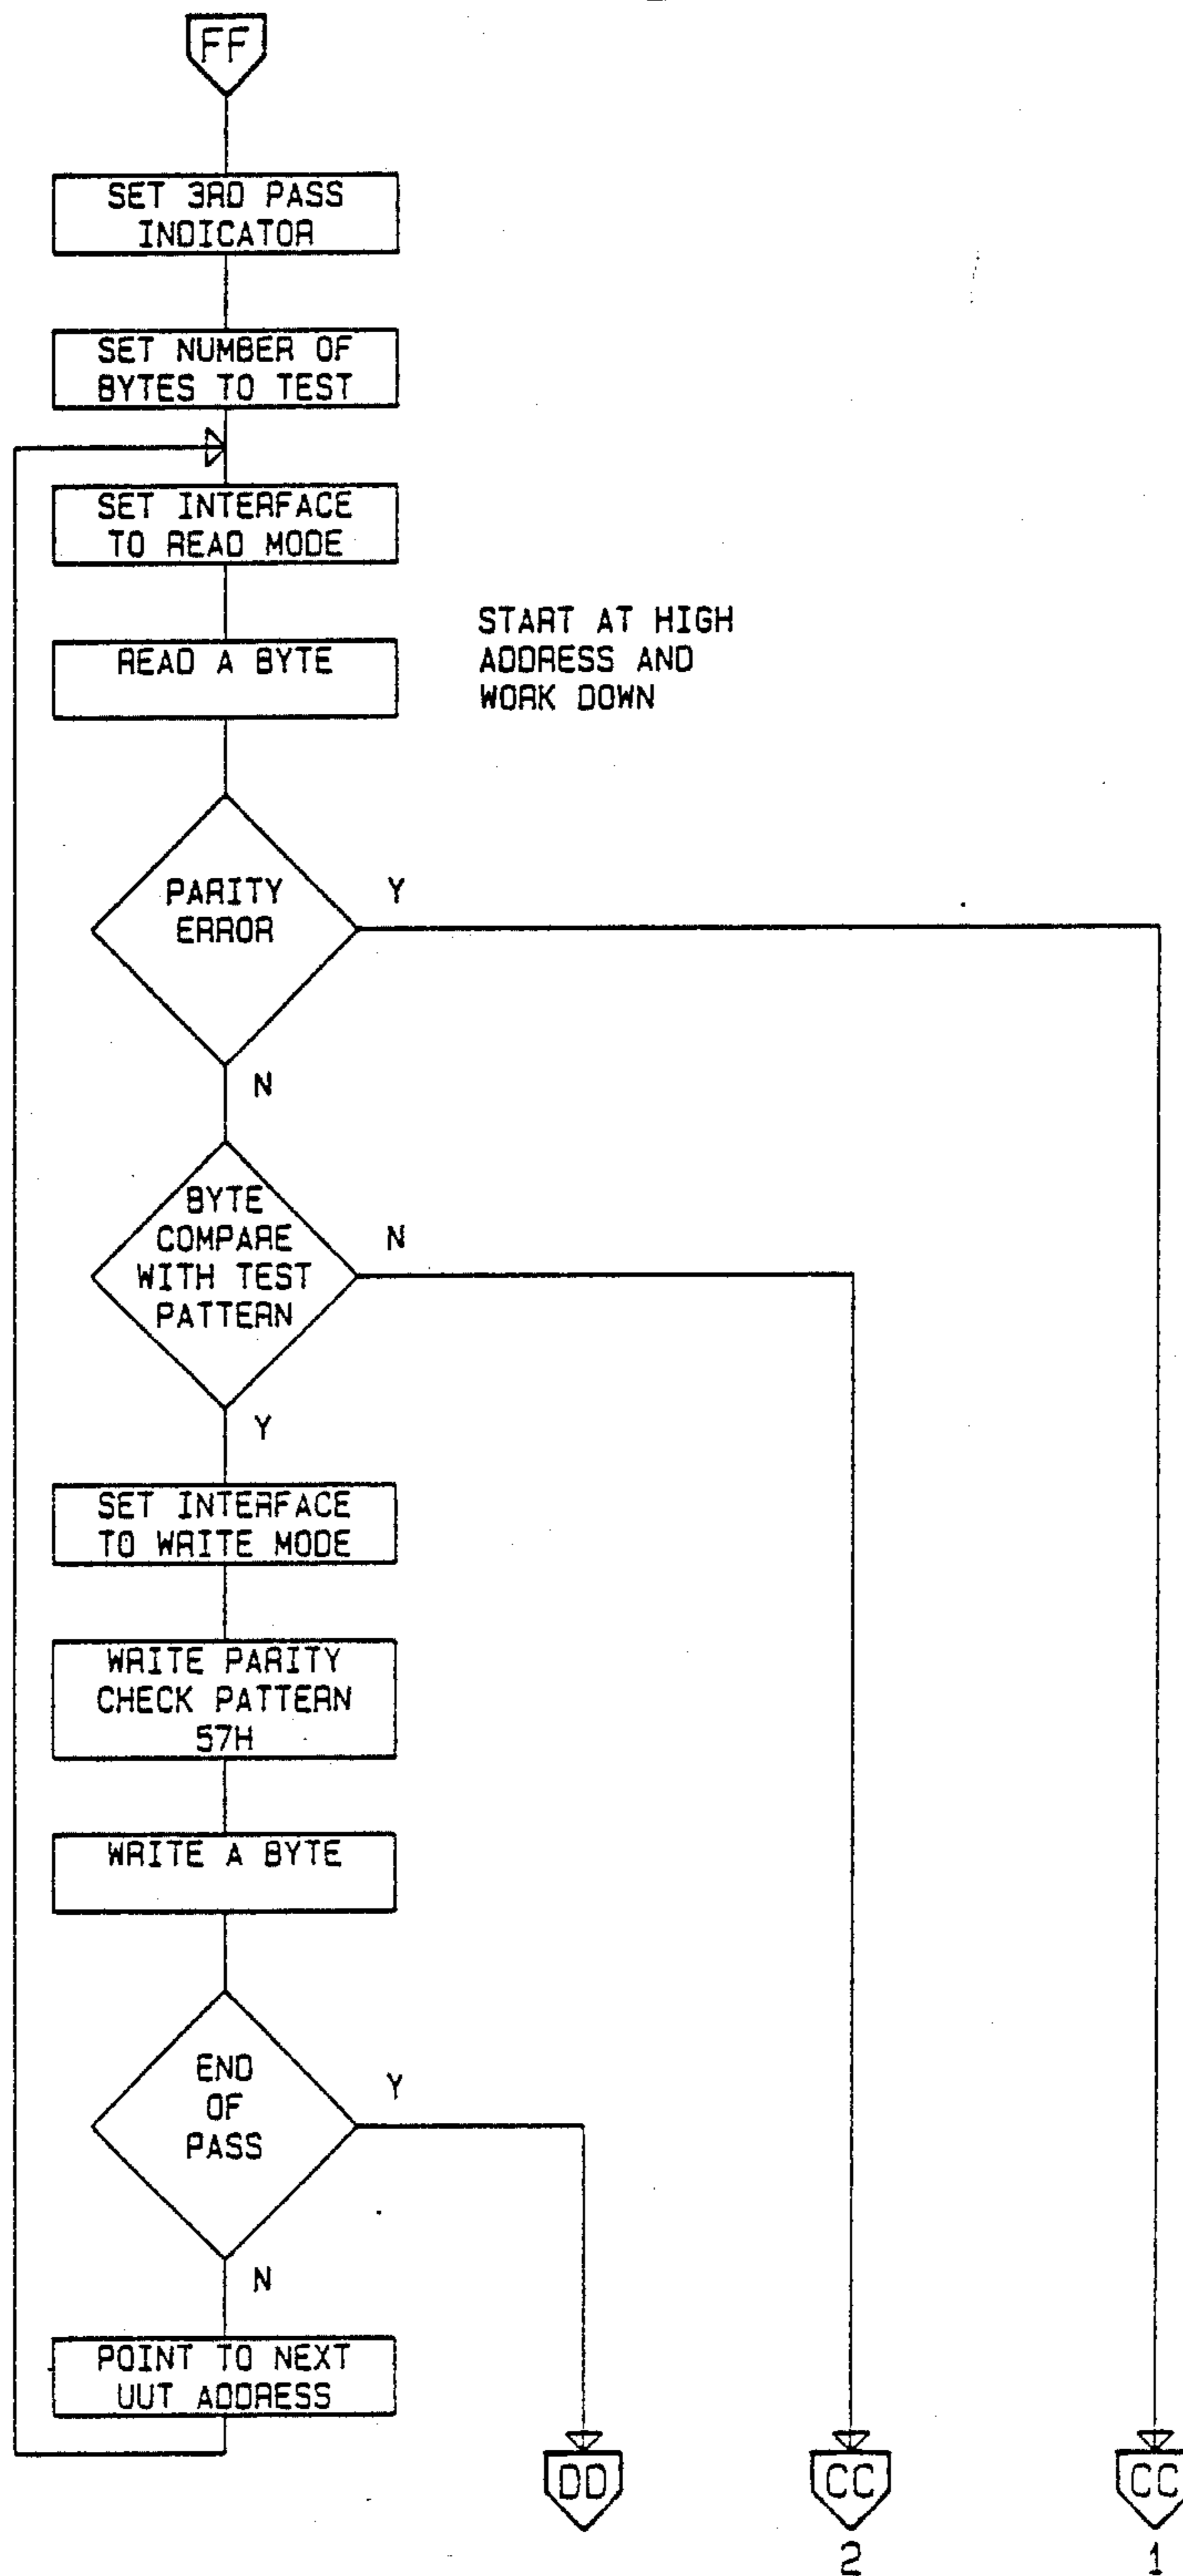 FF
SET 3RD PASS
INDICATOR
SET NUMBER OF
BYTES TO TEST
SET INTERFACE
TO READ MODE
READ A BYTE
START AT HIGH
ADDRESS AND
WORK DOWN
PARITY
ERROR
Y
N
BYTE
COMPARE
WITH TEST
PATTERN
N
Y
SET INTERFACE
TO WRITE MODE
WRITE PARITY
CHECK PATTERN
57H
WRITE A BYTE
END
OF
PASS
Y
N
POINT TO NEXT
UUT ADDRESS
DD
CC
CC
2
1